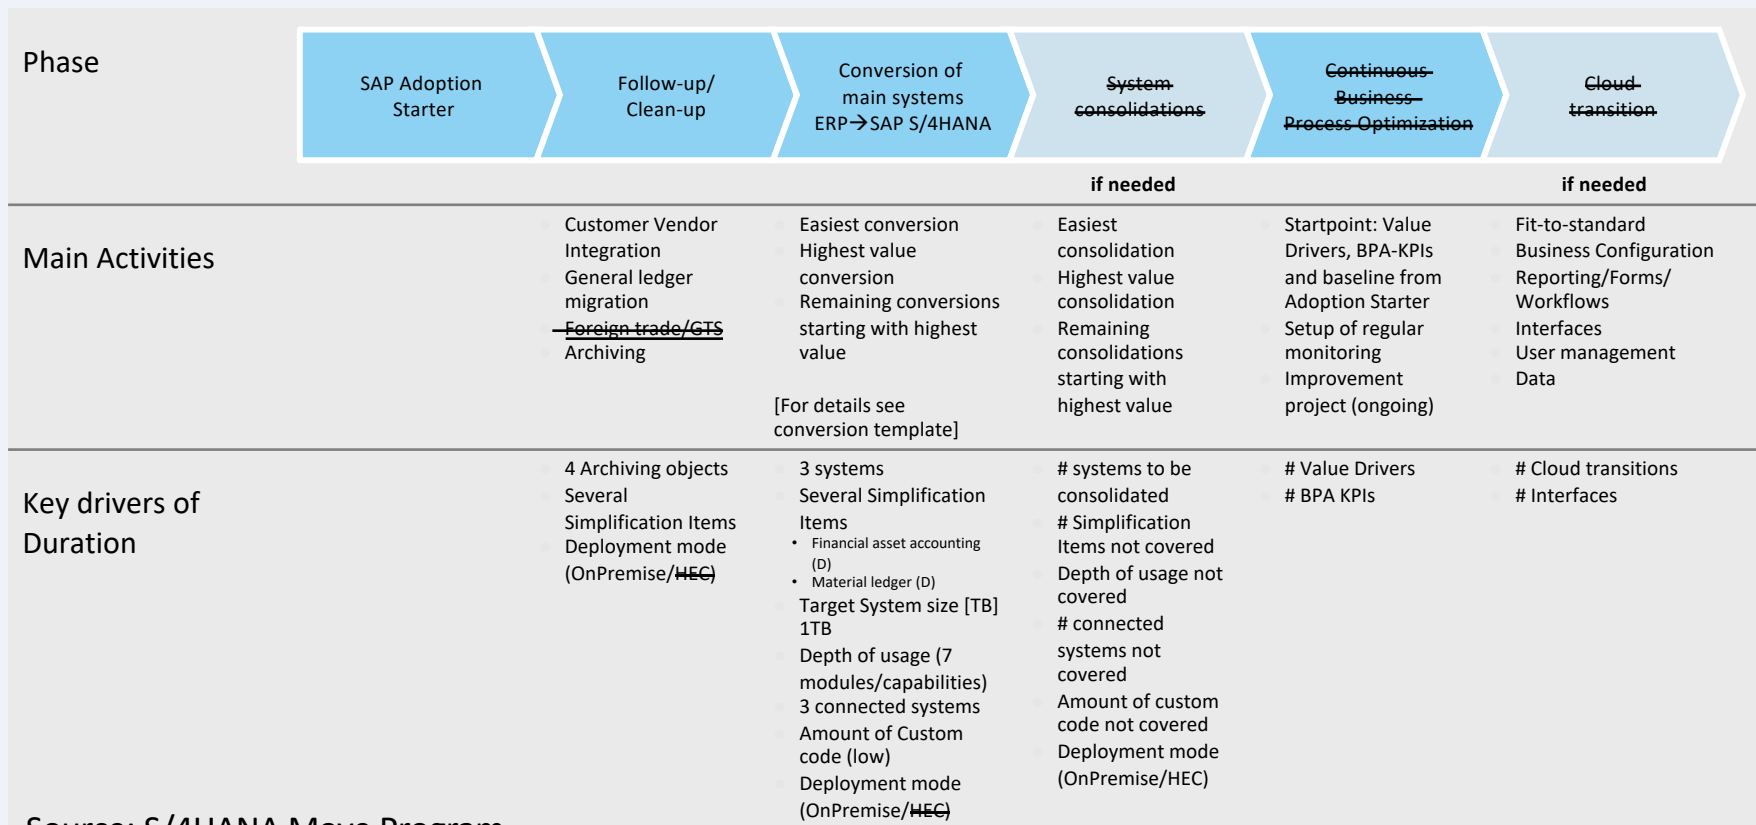 Phase
SAP Adoption
Starter
Follow-up/
Clean-up
Conversion of
main systems
ERP→SAP S/4HANA
System
consolidations
Continuous
Business
Process Optimization
Cloud
transition
if needed
if needed
Main Activities
Customer Vendor
Integration
General ledger
migration
Foreign trade/GTS
Archiving
Easiest conversion
Highest value
conversion
Remaining conversions
starting with highest
value
[For details see
conversion template]
Easiest
consolidation
Highest value
consolidation
Remaining
consolidations
starting with
highest value
Startpoint: Value
Drivers, BPA-KPIs
and baseline from
Adoption Starter
Setup of regular
monitoring
Improvement
project (ongoing)
Fit-to-standard
Business Configuration
Reporting/Forms/
Workflows
Interfaces
User management
Data
Key drivers of
Duration
4 Archiving objects
Several
Simplification Items
Deployment mode
(OnPremise/HEC)
3 systems
Several Simplification
Items
• Financial asset accounting
(D)
• Material ledger (D)
Target System size [TB]
1TB
Depth of usage (7
modules/capabilities)
3 connected systems
Amount of Custom
code (low)
Deployment mode
(OnPremise/HEC)
# systems to be
consolidated
# Simplification
Items not covered
Depth of usage not
covered
# connected
systems not
covered
Amount of custom
code not covered
Deployment mode
(OnPremise/HEC)
# Value Drivers
# BPA KPIs
# Cloud transitions
# Interfaces
Source: S/4HANA Move Program